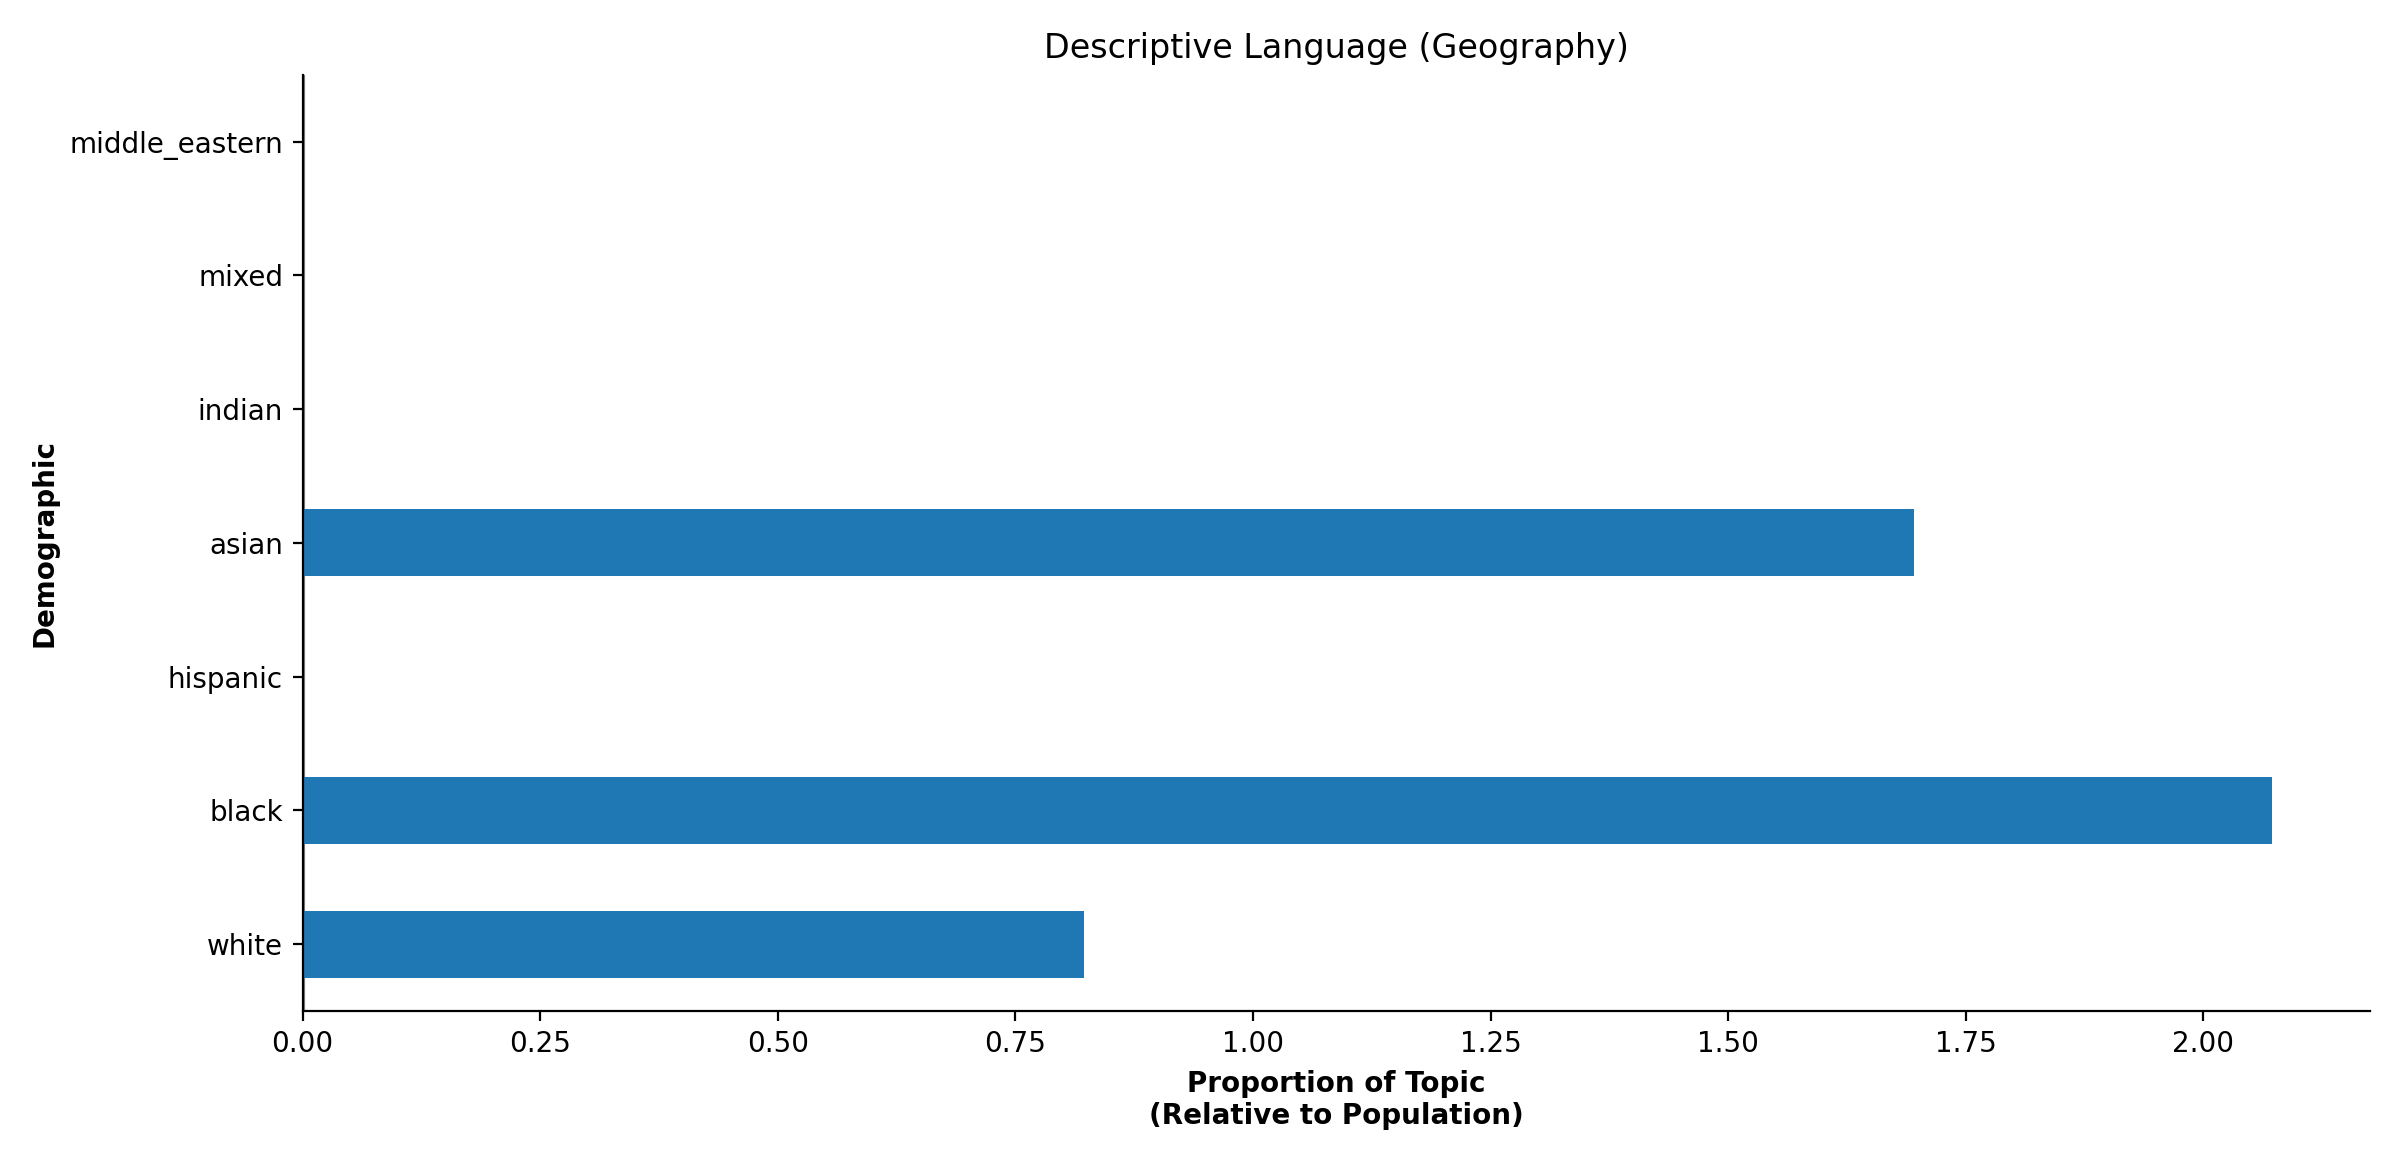 Descriptive Language (Geography)
middle_eastern
mixed
indian
asian
hispanic
black
white
Demographic
0.00 0.25 0.50 0.75 1.00 1.25 1.50 1.75 2.00
Proportion of Topic
(Relative to Population)